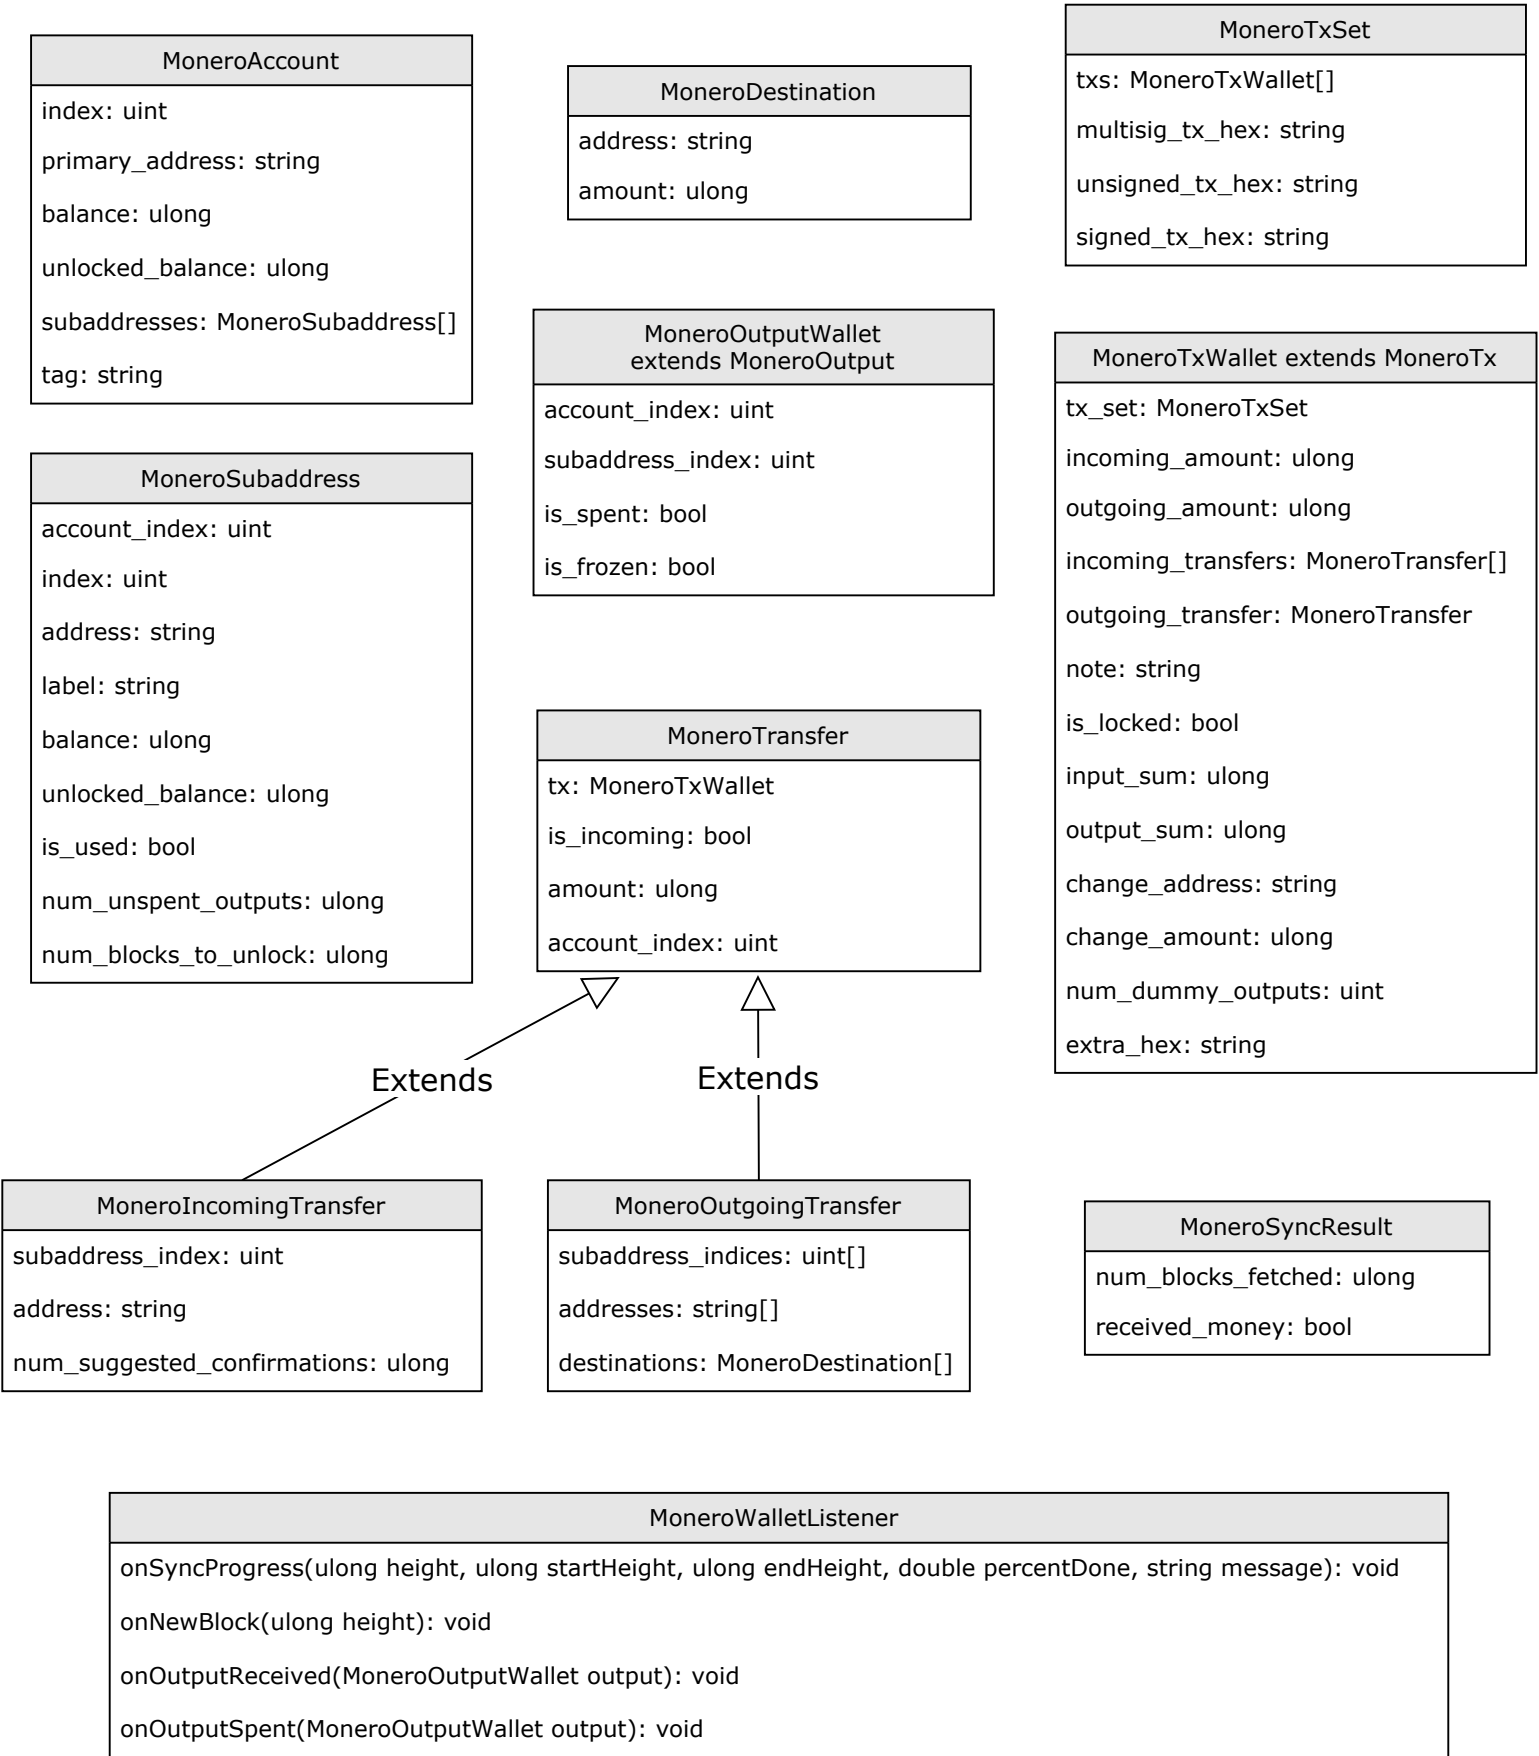 MoneroAccount
index: uint
primary_address: string
balance: ulong
unlocked_balance: ulong
subaddresses: MoneroSubaddress[]
tag: string
MoneroDestination
address: string
amount: ulong
MoneroTxSet
txs: MoneroTxWallet[]
multisig_tx_hex: string
unsigned_tx_hex: string
signed_tx_hex: string
MoneroSubaddress
account_index: uint
index: uint
address: string
label: string
balance: ulong
unlocked_balance: ulong
is_used: bool
num_unspent_outputs: ulong
num_blocks_to_unlock: ulong
MoneroOutputWallet
extends MoneroOutput
account_index: uint
subaddress_index: uint
is_spent: bool
is_frozen: bool
MoneroTxWallet extends MoneroTx
tx_set: MoneroTxSet
incoming_amount: ulong
outgoing_amount: ulong
incoming_transfers: MoneroTransfer[]
outgoing_transfer: MoneroTransfer
note: string
is_locked: bool
input_sum: ulong
output_sum: ulong
change_address: string
change_amount: ulong
num_dummy_outputs: uint
extra_hex: string
MoneroTransfer
tx: MoneroTxWallet
is_incoming: bool
amount: ulong
account_index: uint
Extends
Extends
MoneroIncomingTransfer
subaddress_index: uint
address: string
num_suggested_confirmations: ulong
MoneroOutgoingTransfer
subaddress_indices: uint[]
addresses: string[]
destinations: MoneroDestination[]
MoneroSyncResult
num_blocks_fetched: ulong
received_money: bool
MoneroWalletListener
onSyncProgress(ulong height, ulong startHeight, ulong endHeight, double percentDone, string message): void
onNewBlock(ulong height): void
onOutputReceived(MoneroOutputWallet output): void
onOutputSpent(MoneroOutputWallet output): void